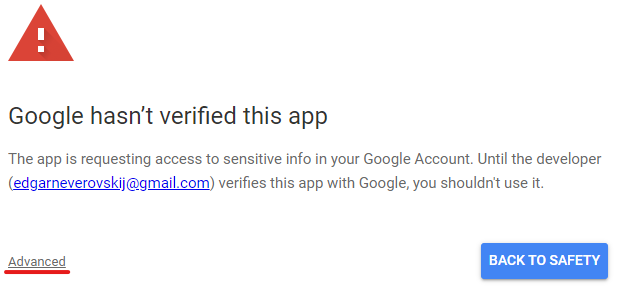 Google hasn’t verified this app
The app is requesting access to sensitive info in your Google Account. Until the developer
(edgarneverovskij@gmail.com) verifies this app with Google, you shouldn't use it.
Advanced
BACK TO SAFETY